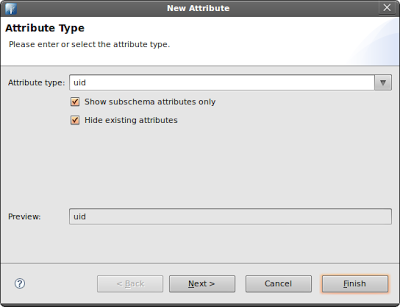 New Attribute
Attribute Type
Please enter or select the attribute type.
Attribute type: uid
Show subschema attributes only
Hide existing attributes
Preview: uid
? < Back Next > Cancel Finish